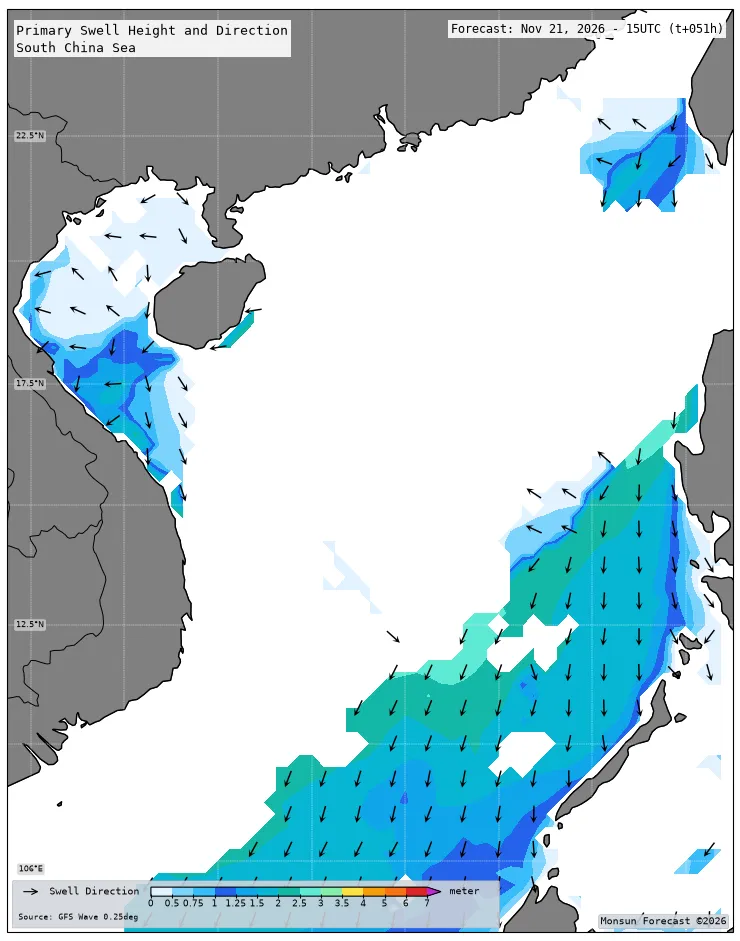 Primary Swell Height and Direction
South China Sea
Forecast: Nov 21, 2026 - 15UTC (t+051h)
22.5°N
17.5°N
12.5°N
106°E
Swell Direction
0 0.5 0.75 1 1.25 1.5 2 2.5 3 3.5 4 5 6 7
meter
Source: GFS Wave 0.25deg
Monsun Forecast ©2026